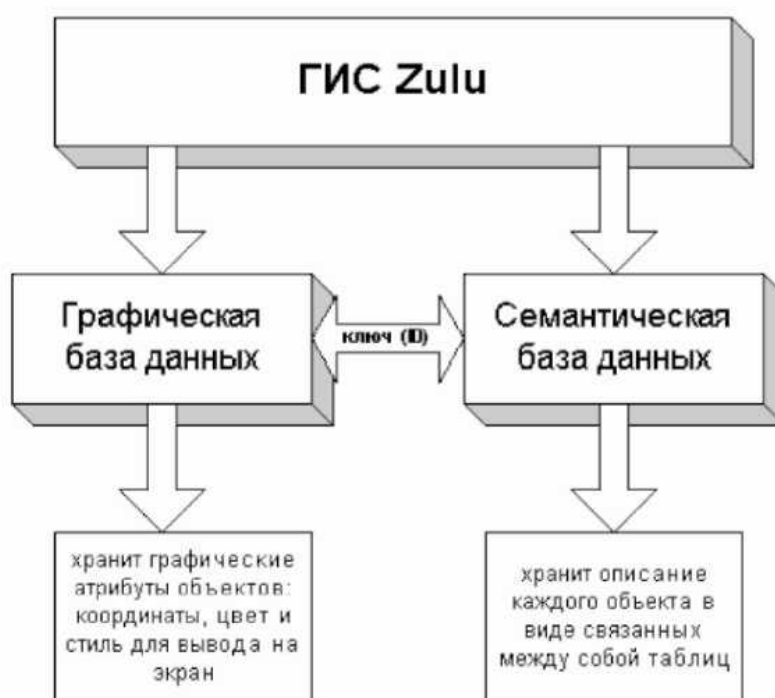 ГИС Zulu
Графическая
база данных
ключ (ID)
Семантическая
база данных
хранит графические
атрибуты объектов:
координаты, цвет и
стиль для вывода на
экран
хранит описание
каждого объекта в
виде связанных
между собой таблиц